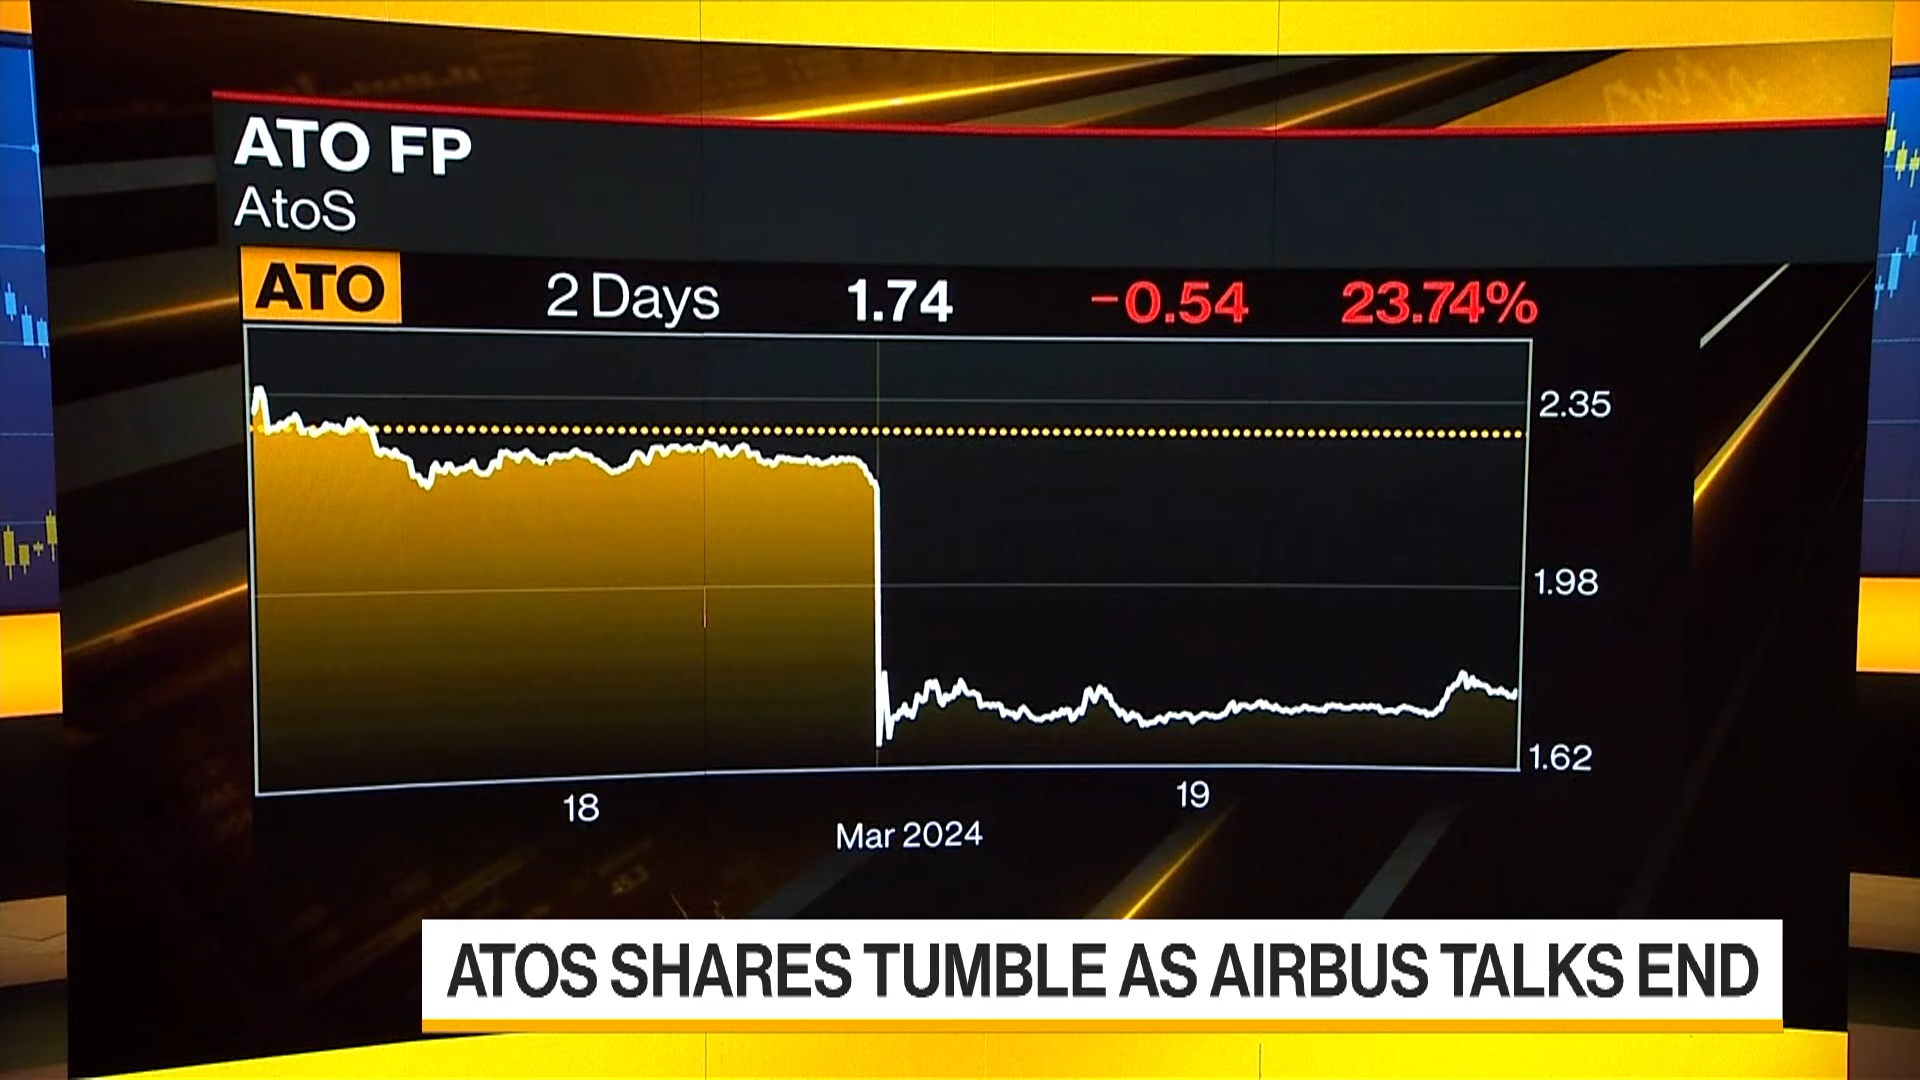 ATO FP
AtoS
ATO 2 Days 1.74 -0.54 23.74%
2.35
1.98
1.62
18 19
Mar 2024
ATOS SHARES TUMBLE AS AIRBUS TALKS END